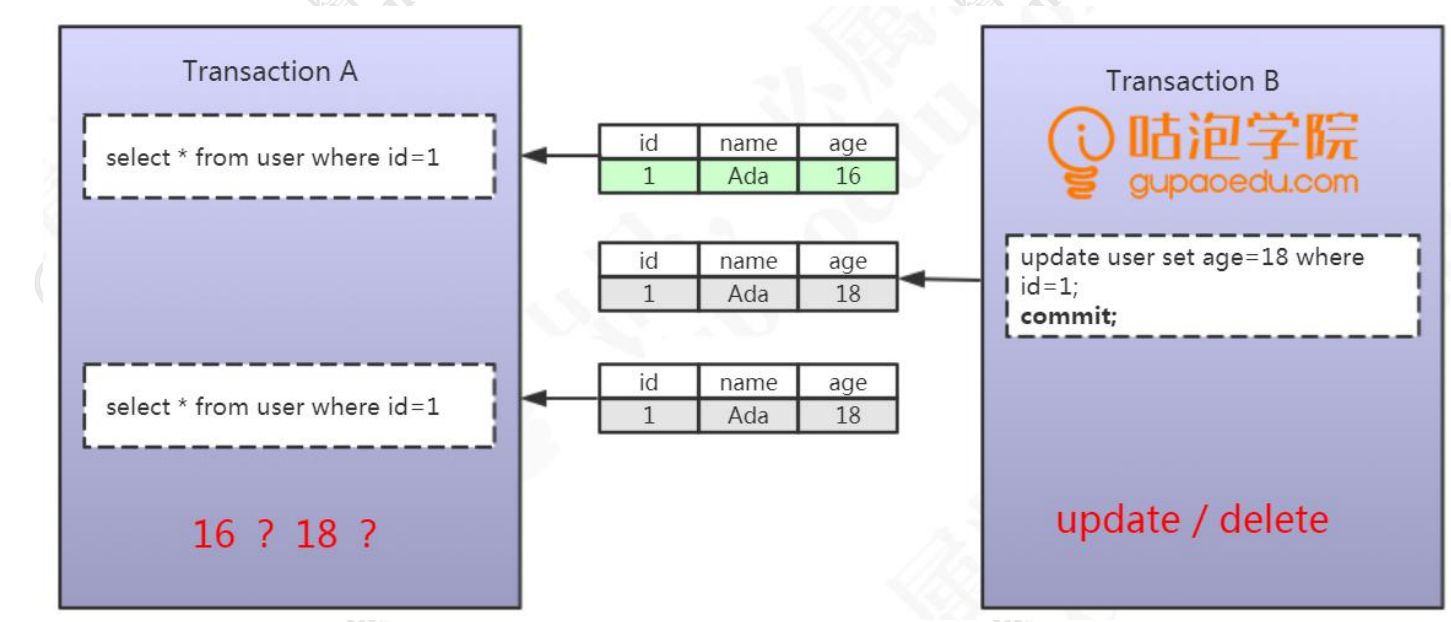 Transaction A
select * from user where id=1
id name age
1 Ada 16
Transaction B
咕泡学院
gupaoedu.com
id name age
1 Ada 18
update user set age=18 where
id=1;
commit;
select * from user where id=1
id name age
1 Ada 18
16 ? 18 ?
update / delete